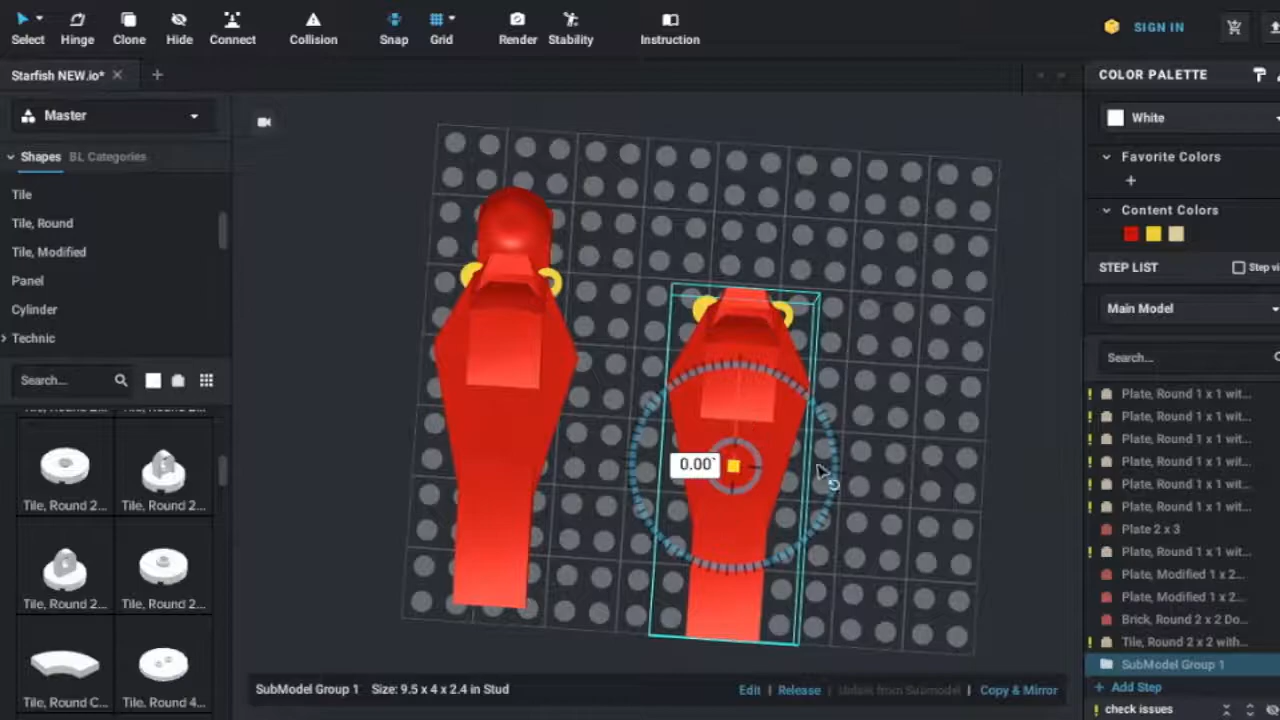 Select Hinge Clone Hide Connect Collision Snap Grid Render Stability Instruction SIGN IN
Starfish NEW.io*
COLOR PALETTE
Master
White
Shapes BL Categories
Favorite Colors
Tile
Tile, Round
Content Colors
Tile, Modified
Panel
STEP LIST Step vi
Cylinder
Main Model
Technic
Search...
Search...
Plate, Round 1 x 1 wit...
Plate, Round 1 x 1 wit...
Plate, Round 1 x 1 wit...
Plate, Round 1 x 1 wit...
0.00°
Plate, Round 1 x 1 wit...
Plate, Round 1 x 1 wit...
Tile, Round 2... Tile, Round 2...
Plate 2 x 3
Plate, Round 1 x 1 wit...
Plate, Modified 1 x 2...
Plate, Modified 1 x 2...
Tile, Round 2... Tile, Round 2...
Brick, Round 2 x 2 Do...
Tile, Round 2 x 2 with...
SubModel Group 1
+ Add Step
SubModel Group 1 Size: 9.5 x 4 x 2.4 in Stud Edit | Release | Update from Submodel | Copy & Mirror
Tile, Round C... Tile, Round 4...
check issues